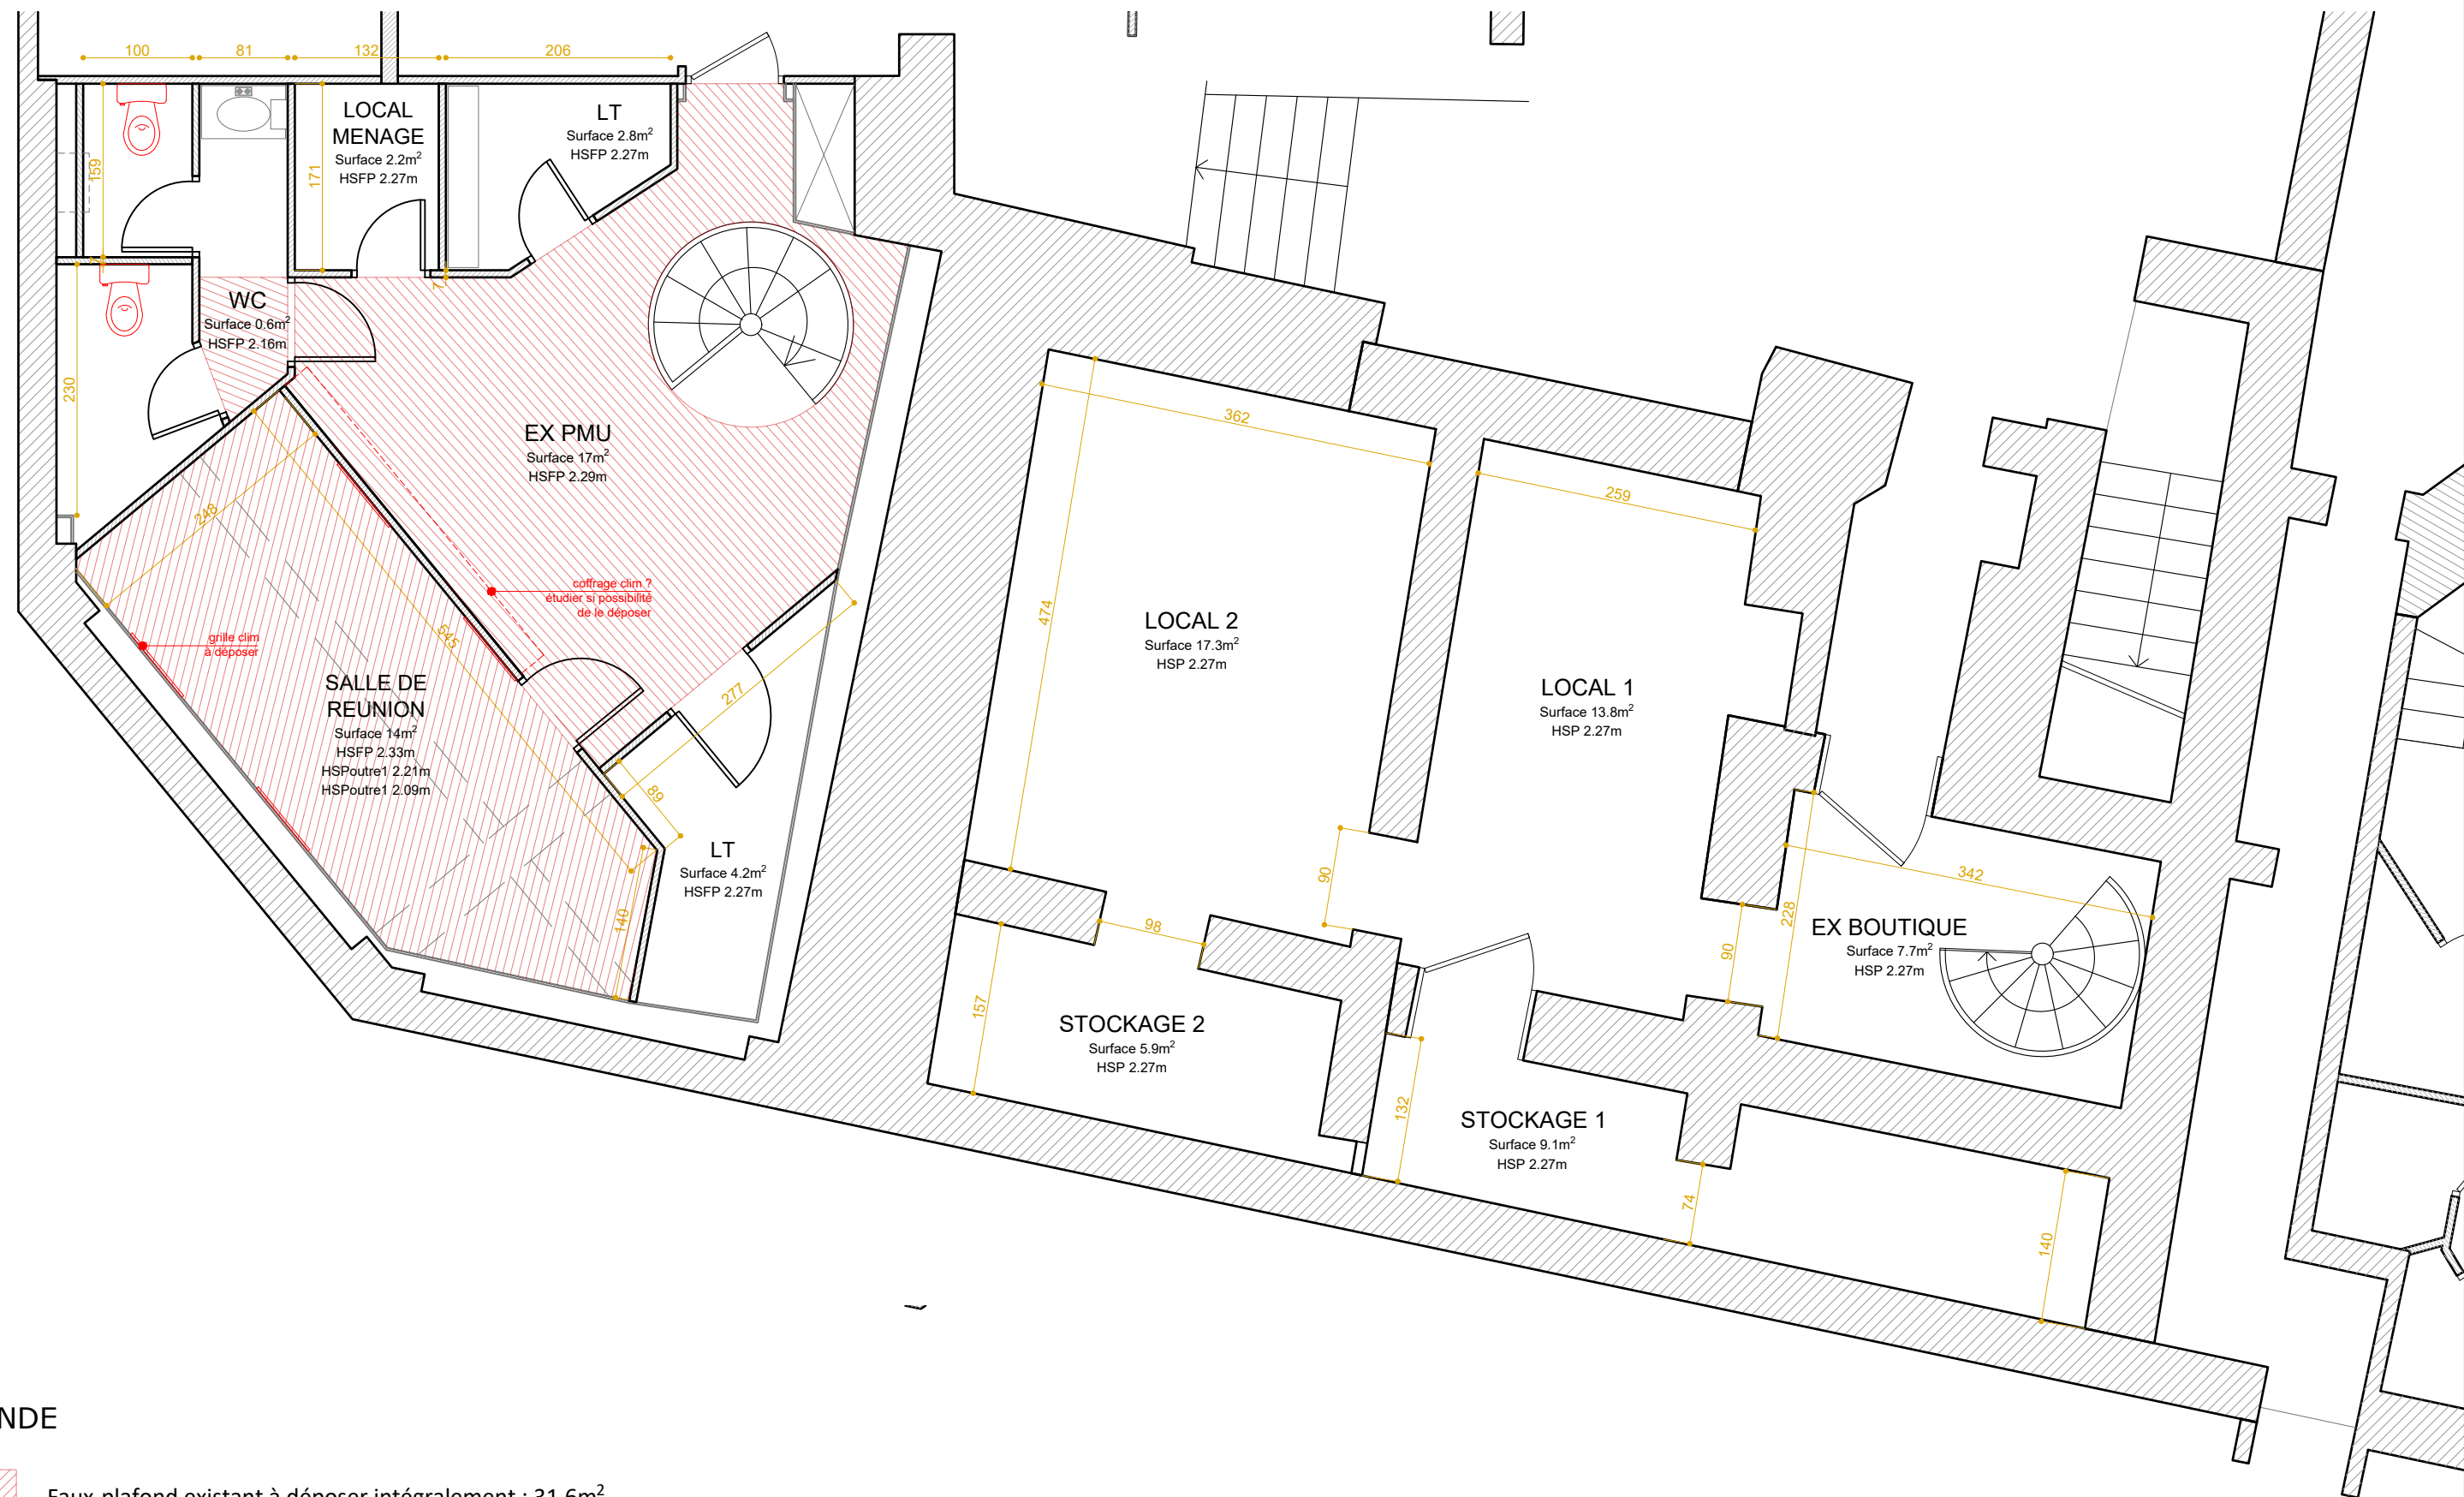 100
81
132
206
LOCAL
MENAGE
Surface 2.2m²
HSFP 2.27m
LT
Surface 2.8m²
HSFP 2.27m
159
171
7
7
WC
Surface 0.6m²
HSFP 2.16m
230
EX PMU
Surface 17m²
HSFP 2.29m
248
545
coffrage clim ?
étudier si possibilité
de le déposer
grille clim
à déposer
SALLE DE
REUNION
Surface 14m²
HSFP 2.33m
HSPoutre1 2.21m
HSPoutre1 2.09m
277
89
140
LT
Surface 4.2m²
HSFP 2.27m
362
474
LOCAL 2
Surface 17.3m²
HSP 2.27m
259
LOCAL 1
Surface 13.8m²
HSP 2.27m
90
98
157
STOCKAGE 2
Surface 5.9m²
HSP 2.27m
132
STOCKAGE 1
Surface 9.1m²
HSP 2.27m
74
140
90
228
342
EX BOUTIQUE
Surface 7.7m²
HSP 2.27m
NDE
Faux-plafond existant à déposer intégralement : 31.6m²